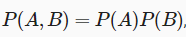 P(A, B) = P(A)P(B),